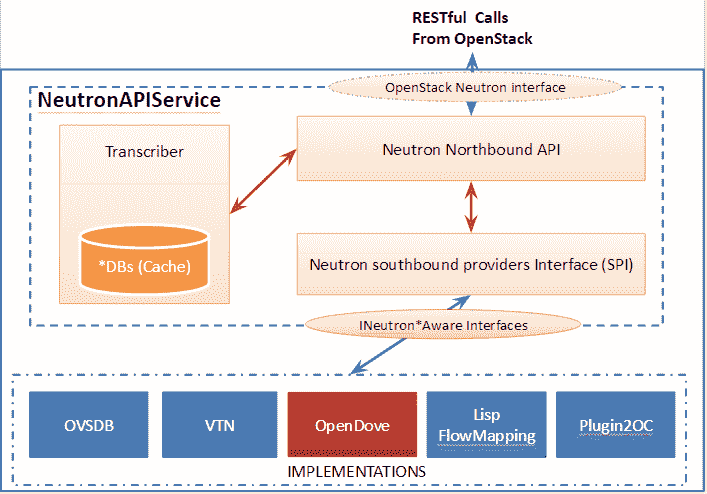 RESTful Calls
From OpenStack
OpenStack Neutron interface
NeutronAPIService
Transcriber
Neutron Northbound API
*DBs (Cache)
Neutron southbound providers Interface (SPI)
INeutron*Aware Interfaces
OVSDB
VTN
OpenDove
Lisp
FlowMapping
Plugin2OC
IMPLEMENTATIONS